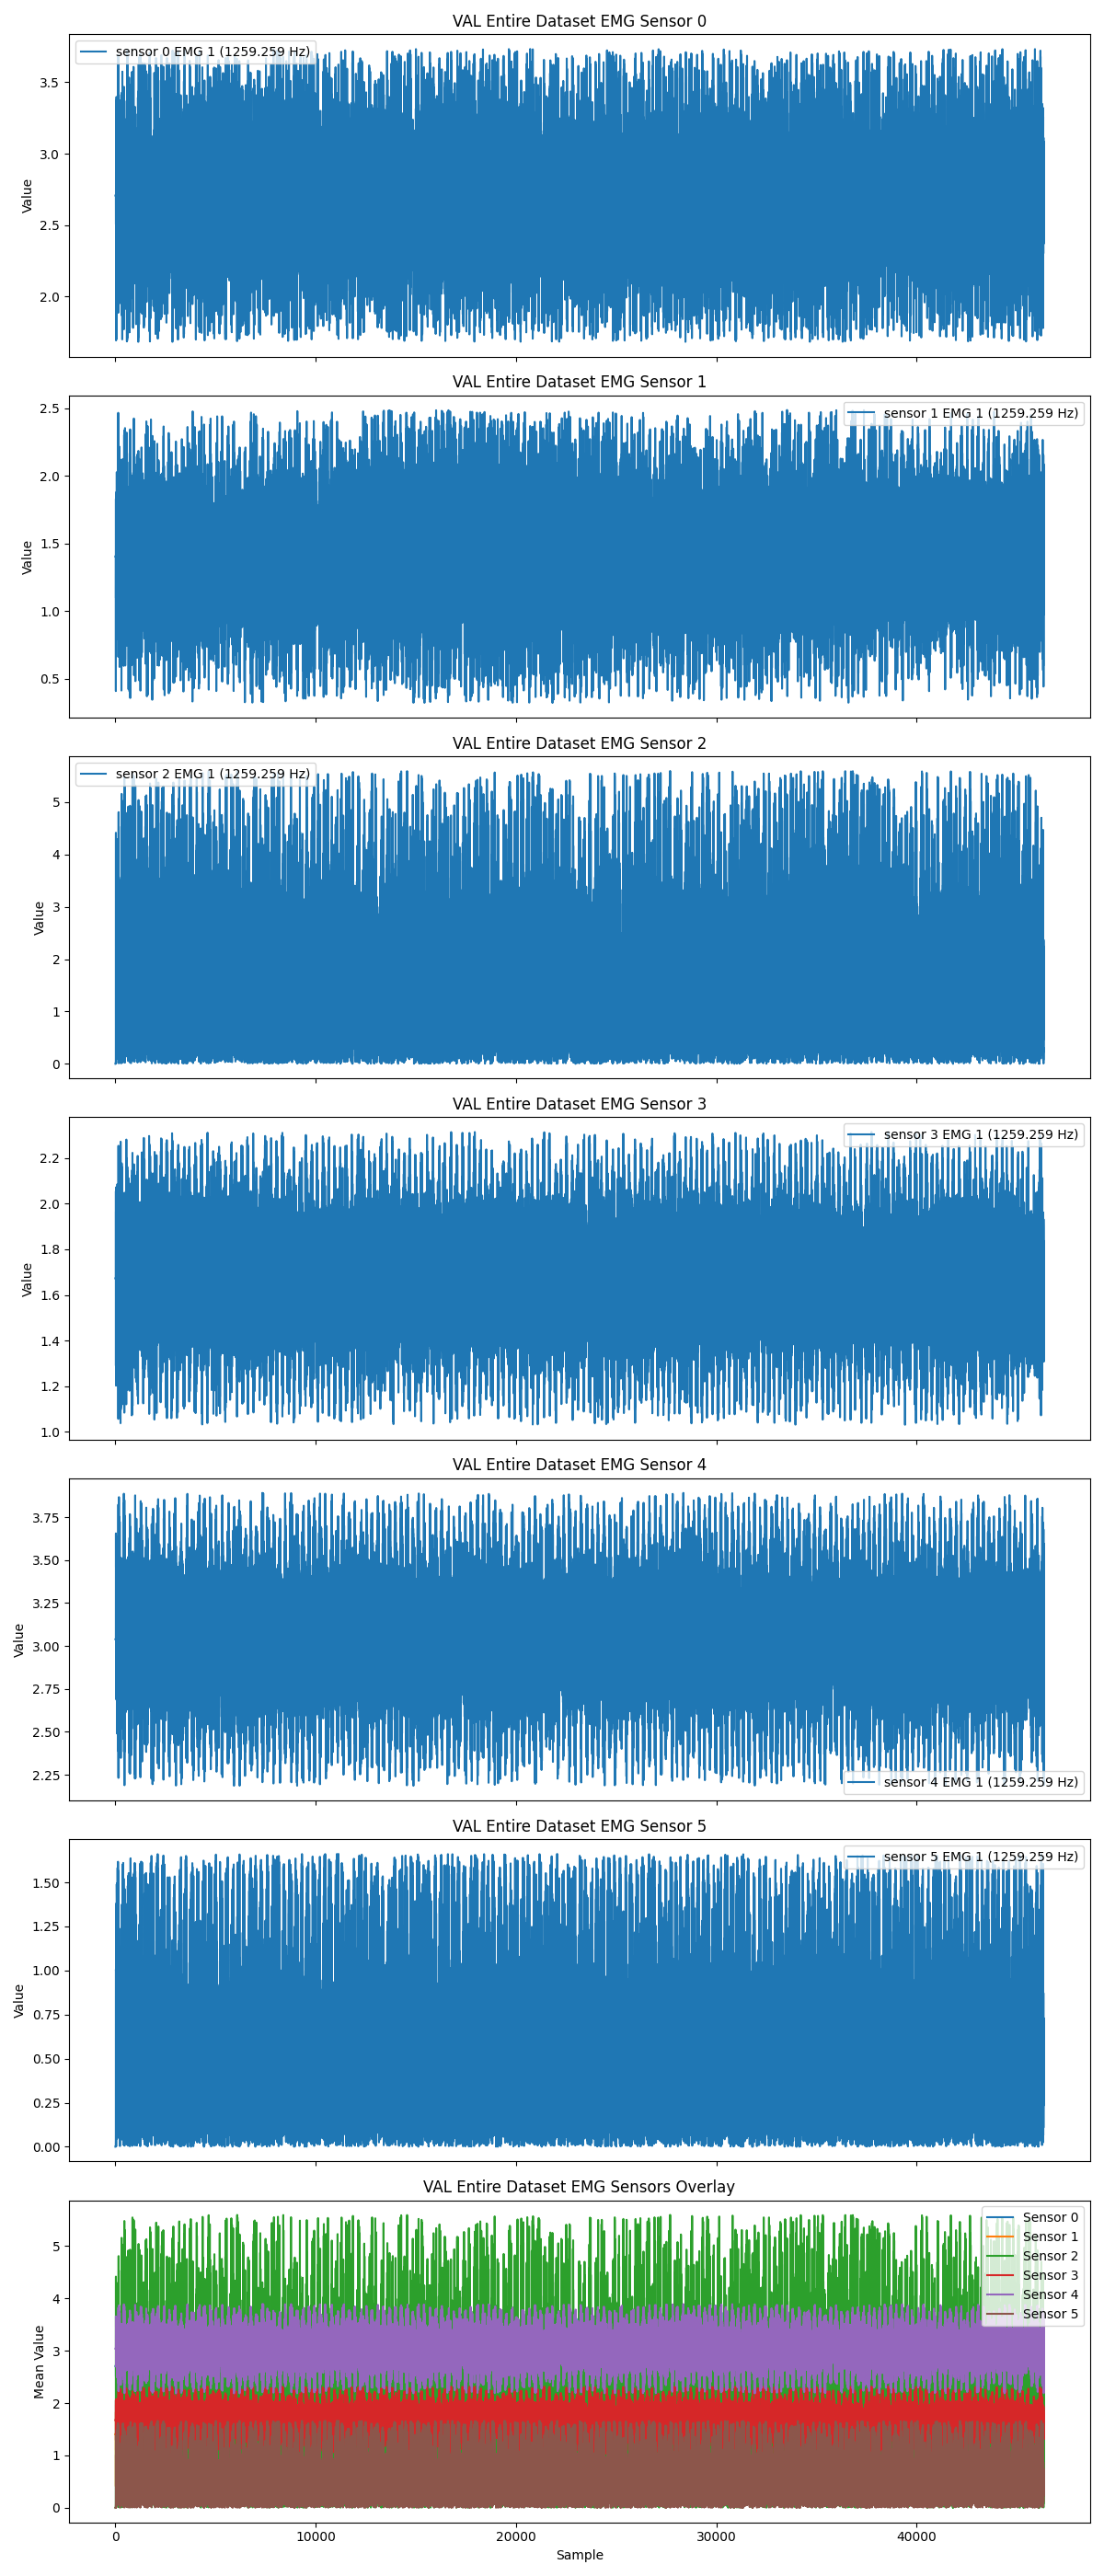 VAL Entire Dataset EMG Sensor 0
sensor 0 EMG 1 (1259.259 Hz)
3.5
3.0
2.5
2.0
Value
VAL Entire Dataset EMG Sensor 1
sensor 1 EMG 1 (1259.259 Hz)
2.5
2.0
1.5
1.0
0.5
Value
VAL Entire Dataset EMG Sensor 2
sensor 2 EMG 1 (1259.259 Hz)
5
4
3
2
1
0
Value
VAL Entire Dataset EMG Sensor 3
sensor 3 EMG 1 (1259.259 Hz)
2.2
2.0
1.8
1.6
1.4
1.2
1.0
Value
VAL Entire Dataset EMG Sensor 4
3.75
3.50
3.25
3.00
2.75
2.50
2.25
Value
sensor 4 EMG 1 (1259.259 Hz)
VAL Entire Dataset EMG Sensor 5
sensor 5 EMG 1 (1259.259 Hz)
1.50
1.25
1.00
0.75
0.50
0.25
0.00
Value
VAL Entire Dataset EMG Sensors Overlay
Sensor 0
Sensor 1
Sensor 2
Sensor 3
Sensor 4
Sensor 5
5
4
3
2
1
0
Mean Value
0 10000 20000 30000 40000
Sample